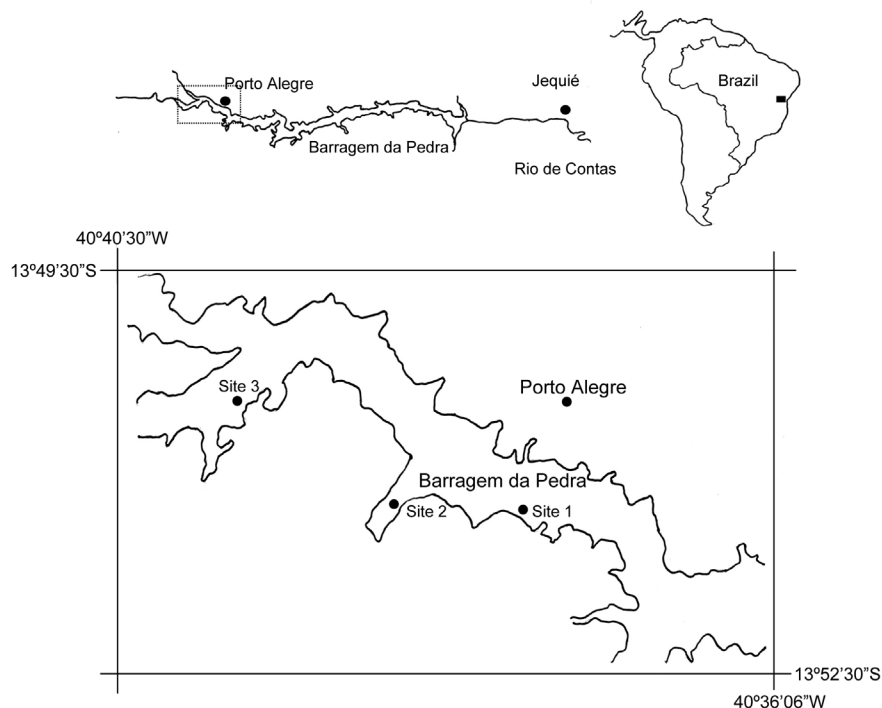 Porto Alegre
Jequié
Brazil
Barragem da Pedra
Rio de Contas
40º40’30”W
13º49’30”S
Site 3
Porto Alegre
Barragem da Pedra
Site 2
Site 1
13º52’30”S
40º36’06”W